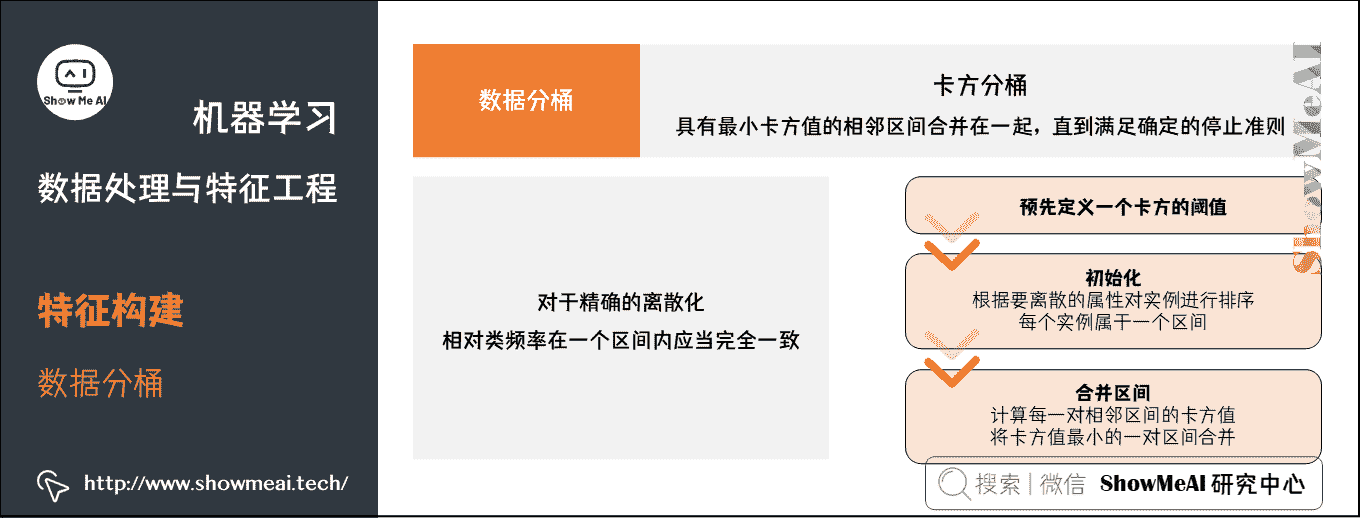 Show Me AI
机器学习
数据处理与特征工程
特征构建
数据分桶
http://www.showmeai.tech/
数据分桶
卡方分桶
具有最小卡方值的相邻区间合并在一起，直到满足确定的停止准则
对于精确的离散化
相对类频率在一个区间内应当完全一致
预先定义一个卡方的阈值
初始化
根据要离散的属性对实例进行排序
每个实例属于一个区间
合并区间
计算每一对相邻区间的卡方值
将卡方值最小的一对区间合并
ShowMeAI
搜索 | 微信 ShowMeAI 研究中心